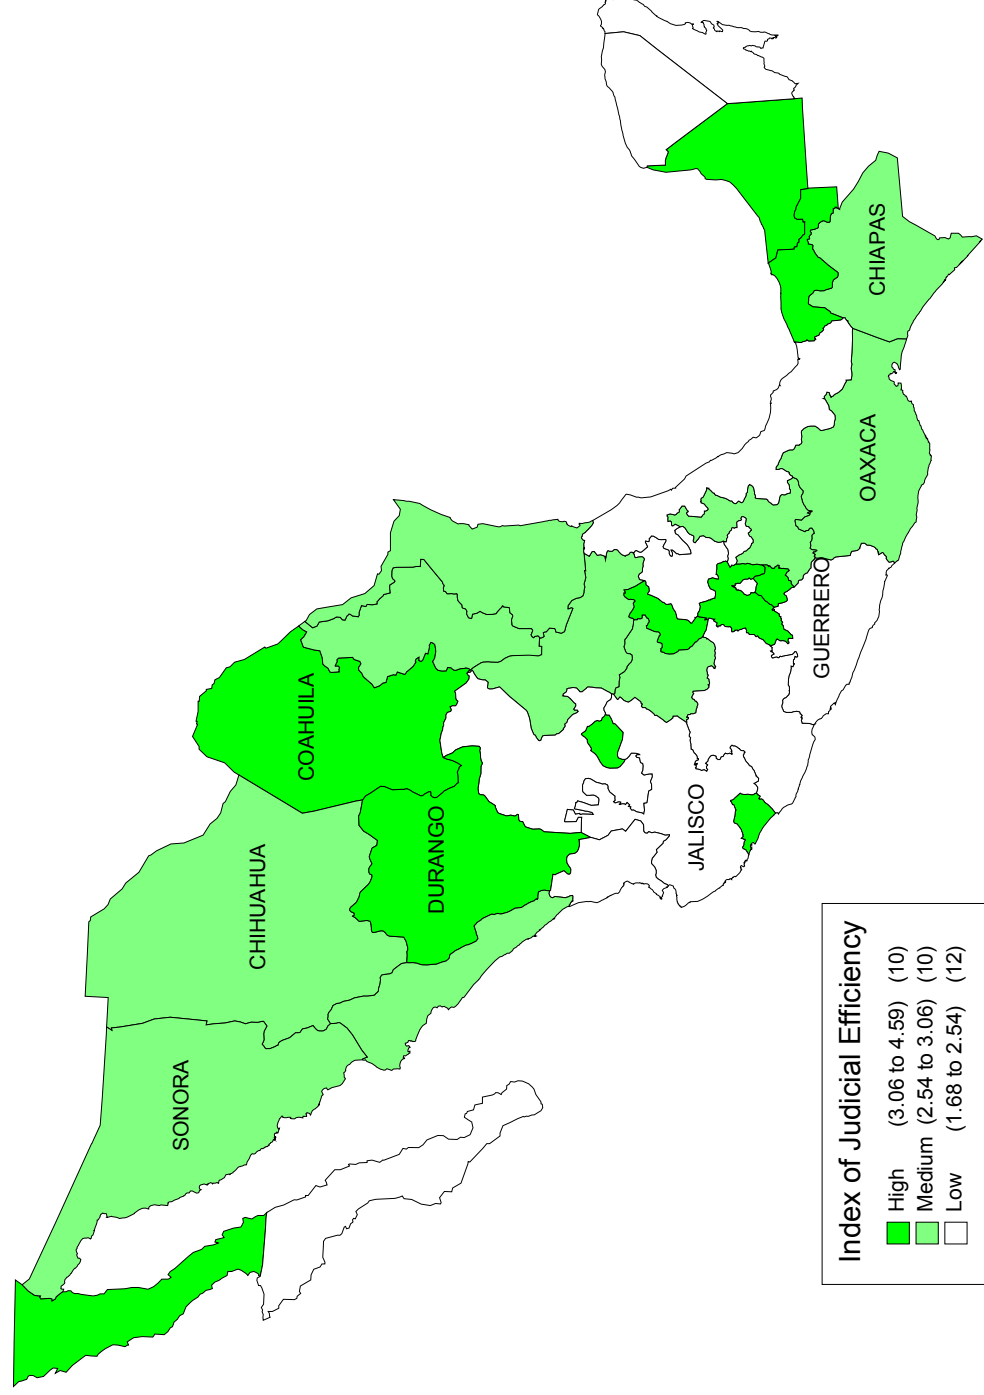 SONORA
CHIHUAHUA
COAHUILA
DURANGO
JALISCO
GUERRERO
OAXACA
CHIAPAS
Index of Judicial Efficiency
High (3.06 to 4.59) (10)
Medium (2.54 to 3.06) (10)
Low (1.68 to 2.54) (12)